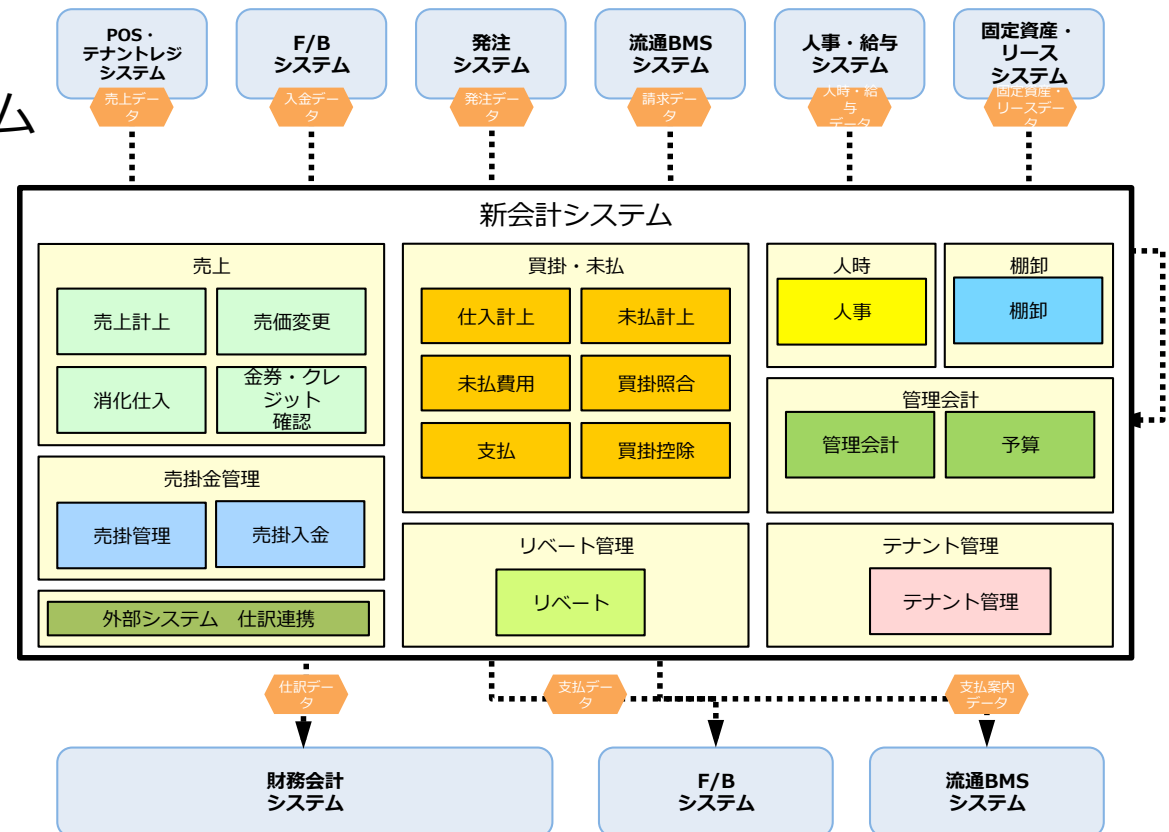 POS・
テナントレジ
システム
F/B
システム
発注
システム
流通BMS
システム
人事・給与
システム
固定資産・
リース
システム
売上デー
タ
入金デー
タ
発注デー
タ
請求デー
タ
人時・給
与
データ
固定資産・
リースデー
タ
ム
新会計システム
売上
売上計上
売価変更
消化仕入
金券・クレ
ジット
確認
売掛金管理
売掛管理
売掛入金
外部システム　仕訳連携
買掛・未払
仕入計上
未払計上
未払費用
買掛照合
支払
買掛控除
リベート管理
リベート
人時
人事
棚卸
棚卸
管理会計
管理会計
予算
テナント管理
テナント管理
仕訳デー
タ
支払デー
タ
支払案内
データ
財務会計
システム
F/B
システム
流通BMS
システム